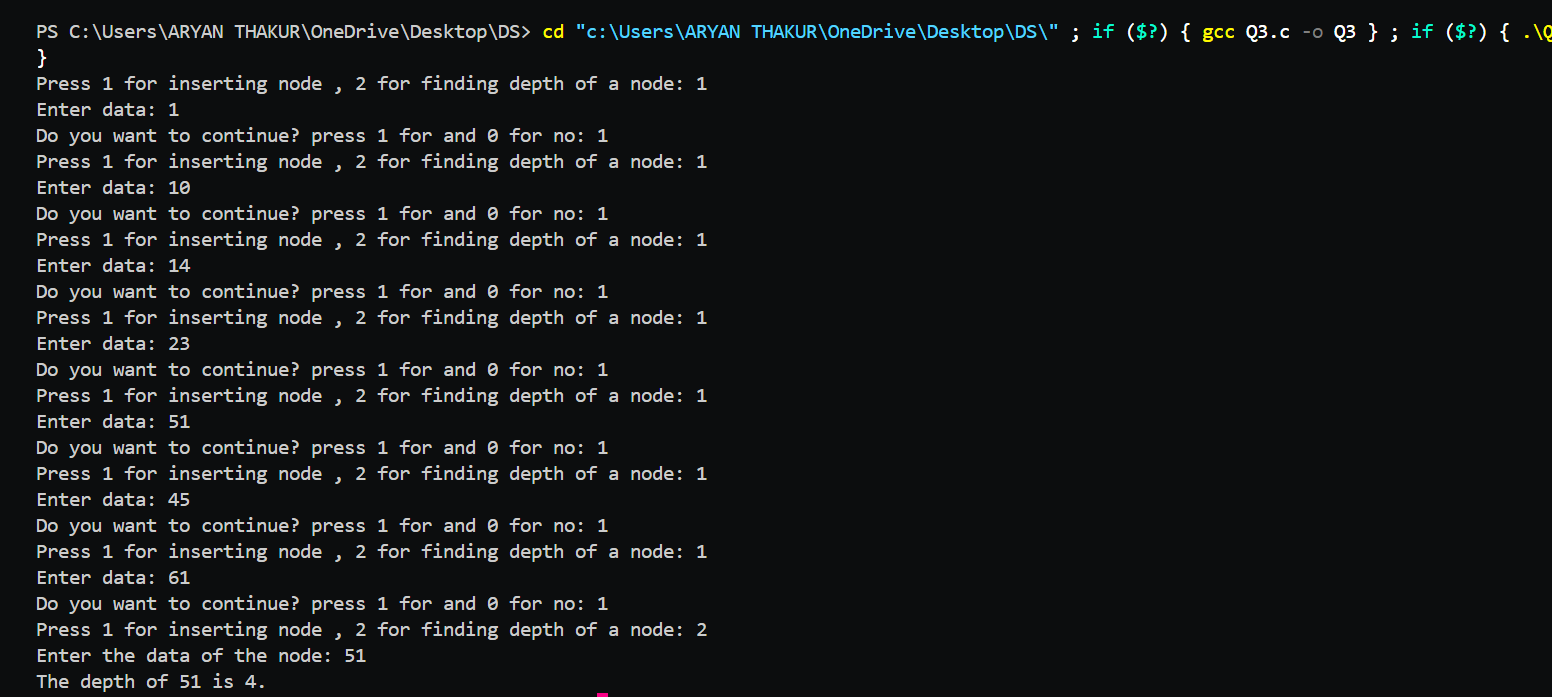 PS C:\Users\ARYAN THAKUR\OneDrive\Desktop\DS> cd "c:\Users\ARYAN THAKUR\OneDrive\Desktop\DS\" ; if ($?) { gcc Q3.c -o Q3 } ; if ($?) { .\Q
}
Press 1 for inserting node , 2 for finding depth of a node: 1
Enter data: 1
Do you want to continue? press 1 for and 0 for no: 1
Press 1 for inserting node , 2 for finding depth of a node: 1
Enter data: 10
Do you want to continue? press 1 for and 0 for no: 1
Press 1 for inserting node , 2 for finding depth of a node: 1
Enter data: 14
Do you want to continue? press 1 for and 0 for no: 1
Press 1 for inserting node , 2 for finding depth of a node: 1
Enter data: 23
Do you want to continue? press 1 for and 0 for no: 1
Press 1 for inserting node , 2 for finding depth of a node: 1
Enter data: 51
Do you want to continue? press 1 for and 0 for no: 1
Press 1 for inserting node , 2 for finding depth of a node: 1
Enter data: 45
Do you want to continue? press 1 for and 0 for no: 1
Press 1 for inserting node , 2 for finding depth of a node: 1
Enter data: 61
Do you want to continue? press 1 for and 0 for no: 1
Press 1 for inserting node , 2 for finding depth of a node: 2
Enter the data of the node: 51
The depth of 51 is 4.